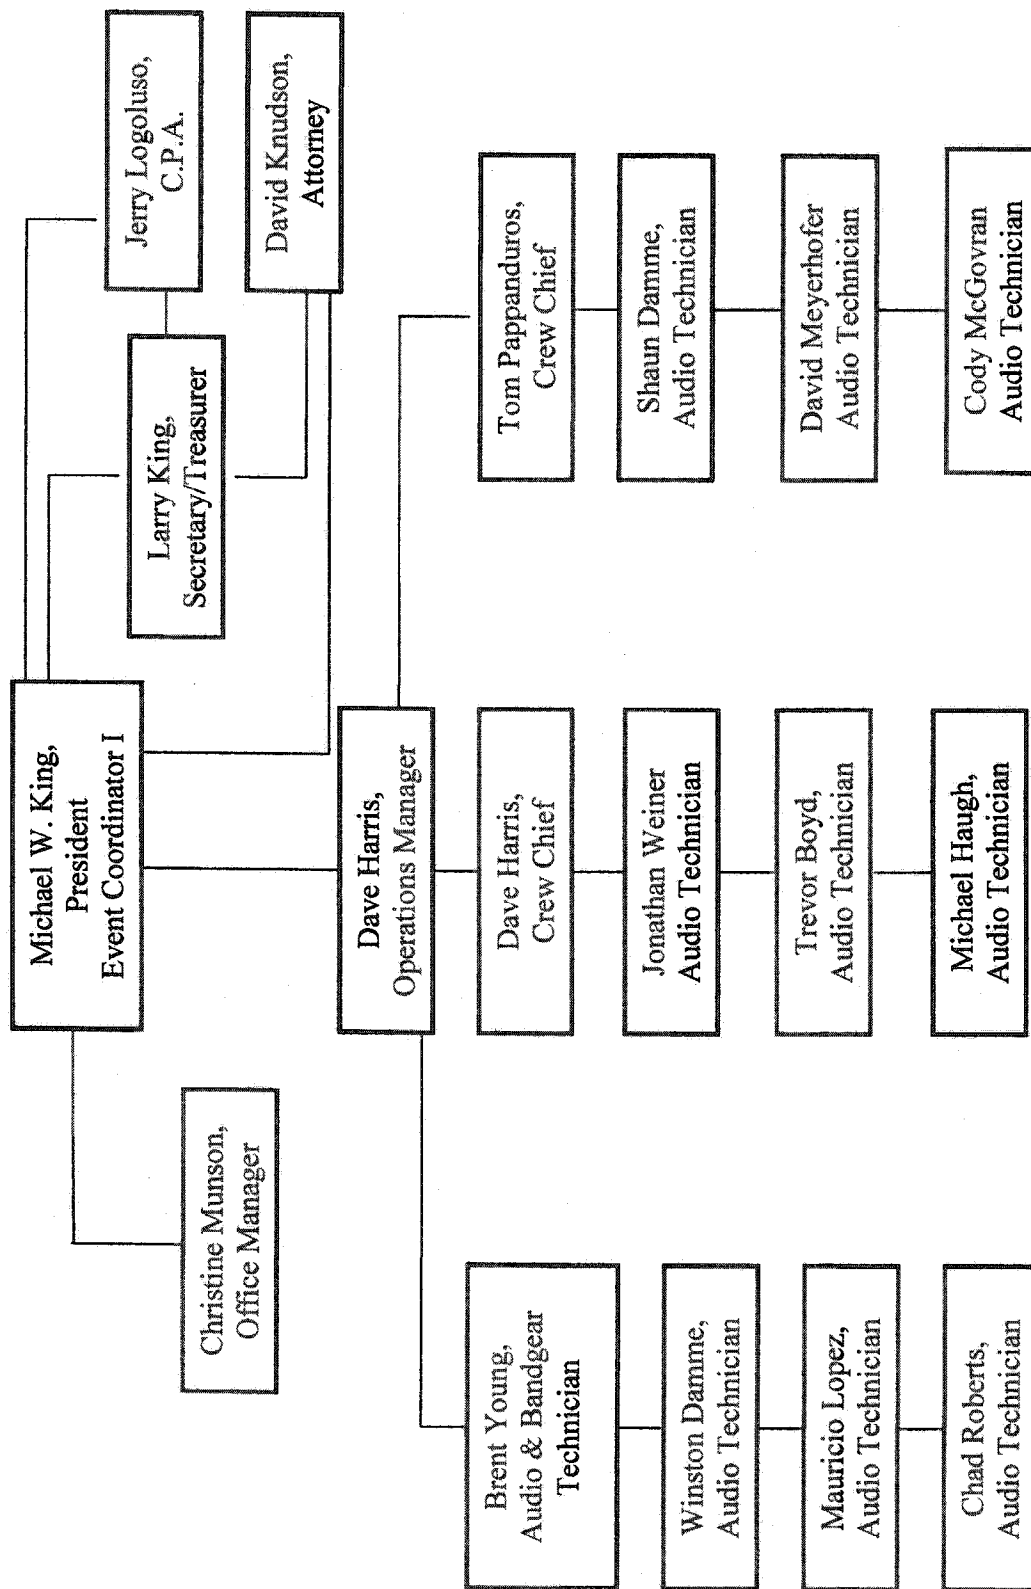 Michael W. King,
President
Event Coordinator I
Jerry Logoluso,
C.P.A.
Larry King,
Secretary/Treasurer
David Knudson,
Attorney
Christine Munson,
Office Manager
Dave Harris,
Operations Manager
Brent Young,
Audio & Bandgear
Technician
Winston Damme,
Audio Technician
Mauricio Lopez,
Audio Technician
Chad Roberts,
Audio Technician
Dave Harris,
Crew Chief
Jonathan Weiner
Audio Technician
Trevor Boyd,
Audio Technician
Michael Haugh,
Audio Technician
Tom Pappanduros,
Crew Chief
Shaun Damme,
Audio Technician
David Meyerhofer
Audio Technician
Cody McGovran
Audio Technician